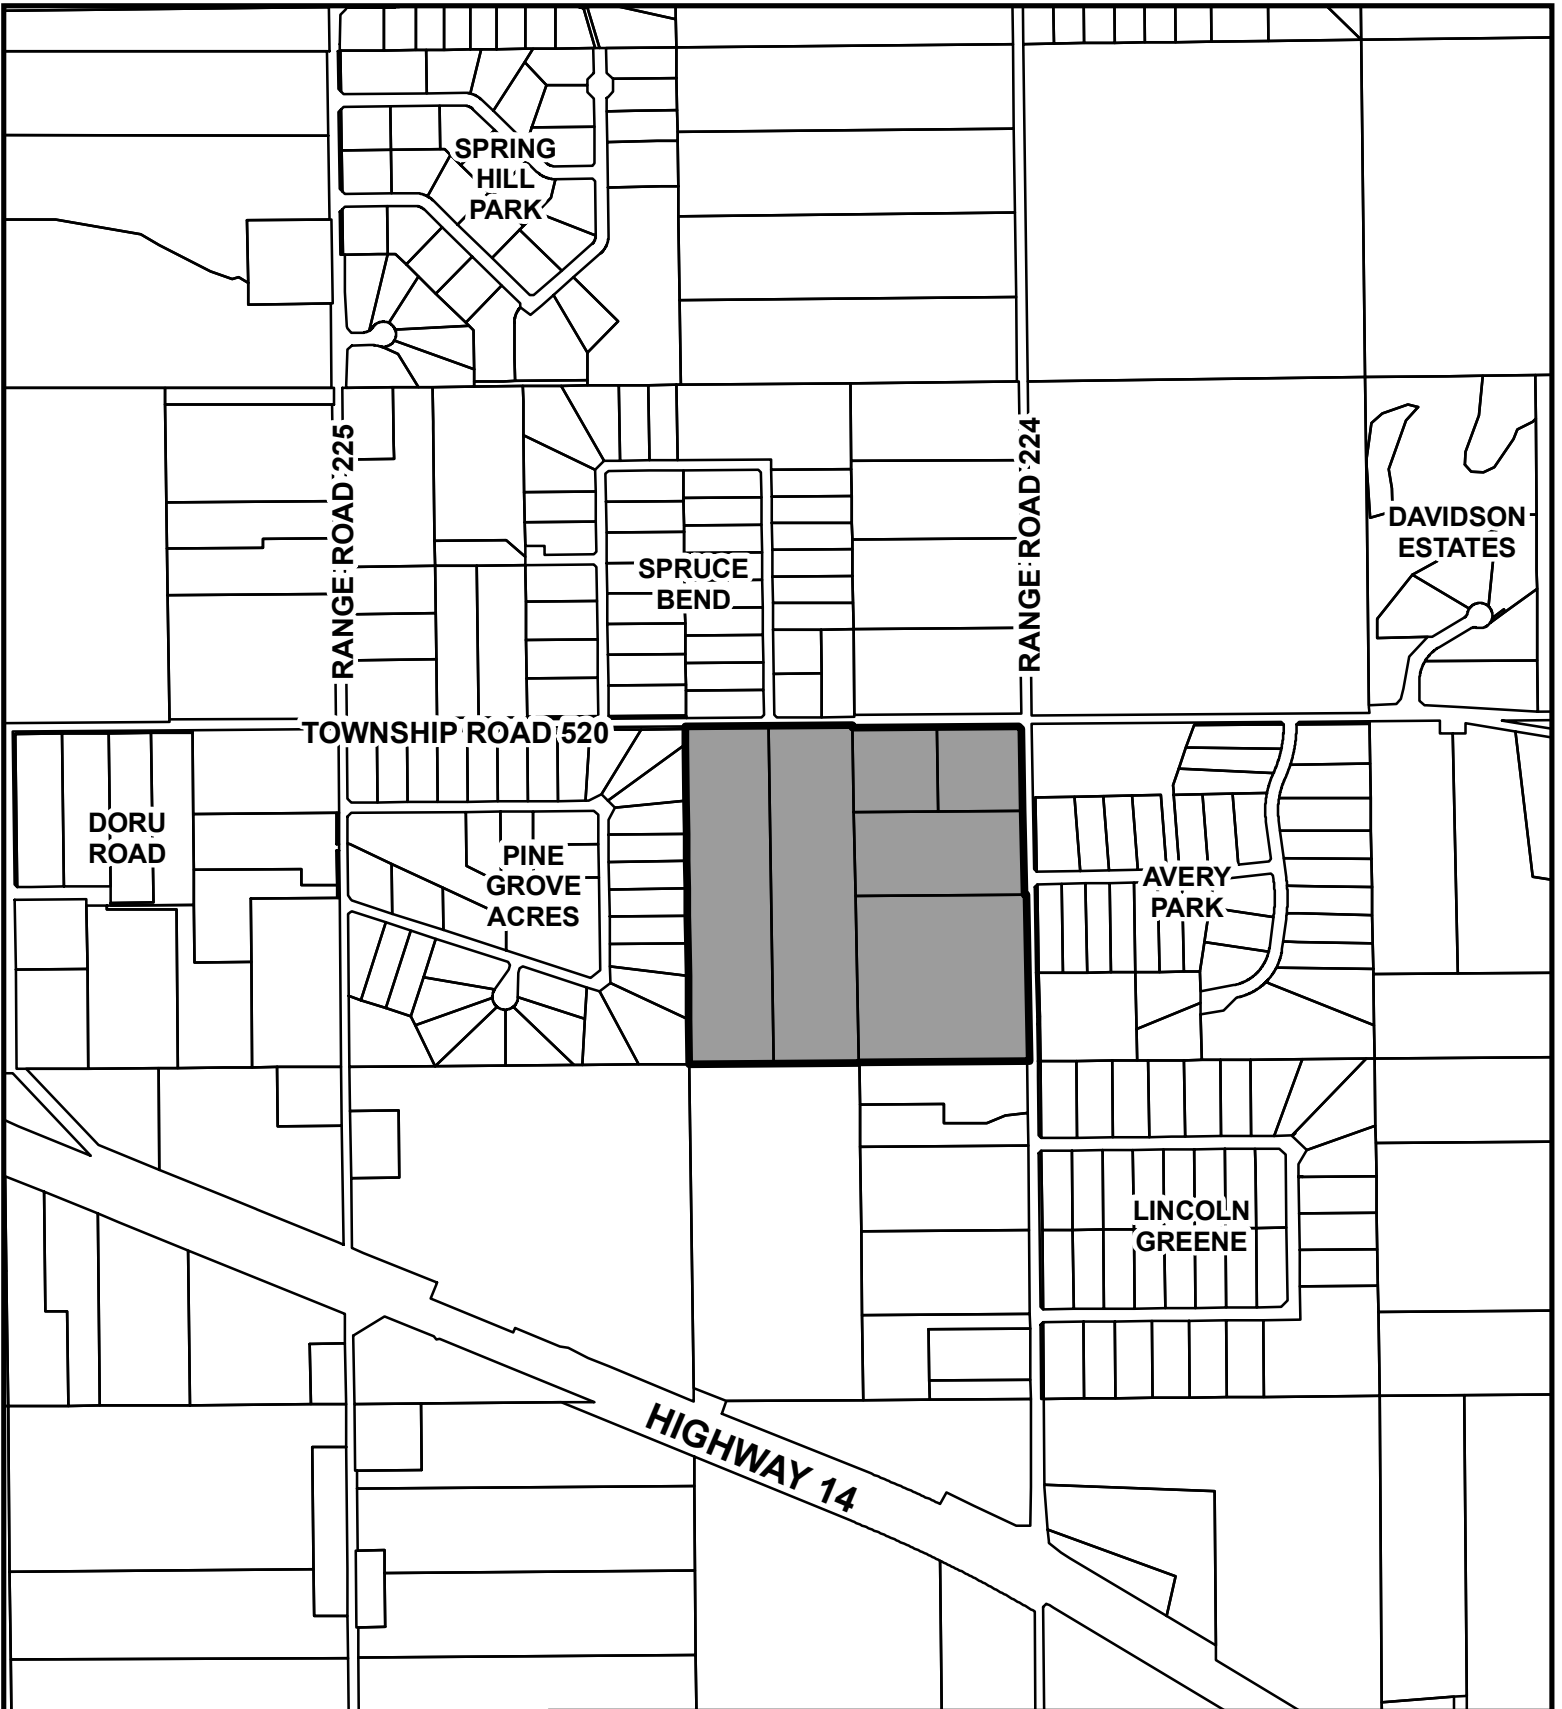 SPRING
HILL
PARK
RANGE ROAD 225
RANGE ROAD 224
DAVIDSON
ESTATES
SPRUCE
BEND
TOWNSHIP ROAD 520
DORU
ROAD
PINE
GROVE
ACRES
AVERY
PARK
LINCOLN
GREENE
HIGHWAY 14